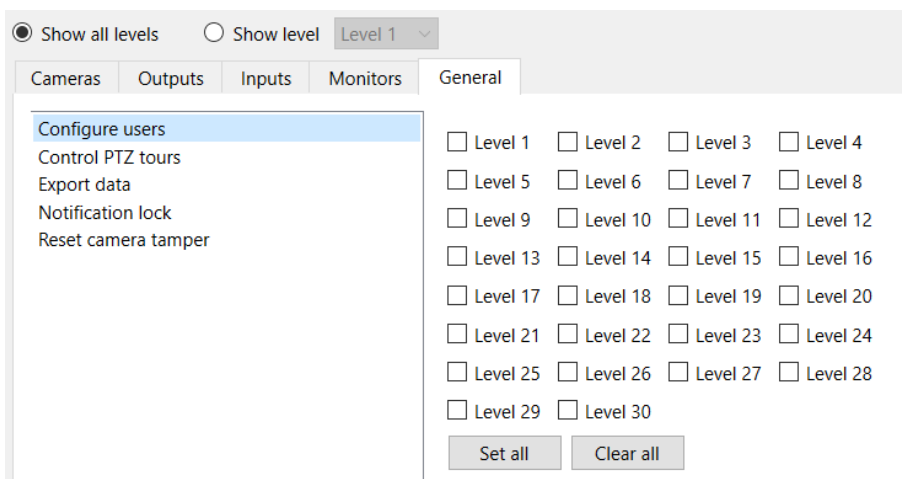 Show all levels Show level Level 1
Cameras Outputs Inputs Monitors General
Configure users
Control PTZ tours
Export data
Notification lock
Reset camera tamper
Level 1 Level 2 Level 3 Level 4
Level 5 Level 6 Level 7 Level 8
Level 9 Level 10 Level 11 Level 12
Level 13 Level 14 Level 15 Level 16
Level 17 Level 18 Level 19 Level 20
Level 21 Level 22 Level 23 Level 24
Level 25 Level 26 Level 27 Level 28
Level 29 Level 30
Set all Clear all